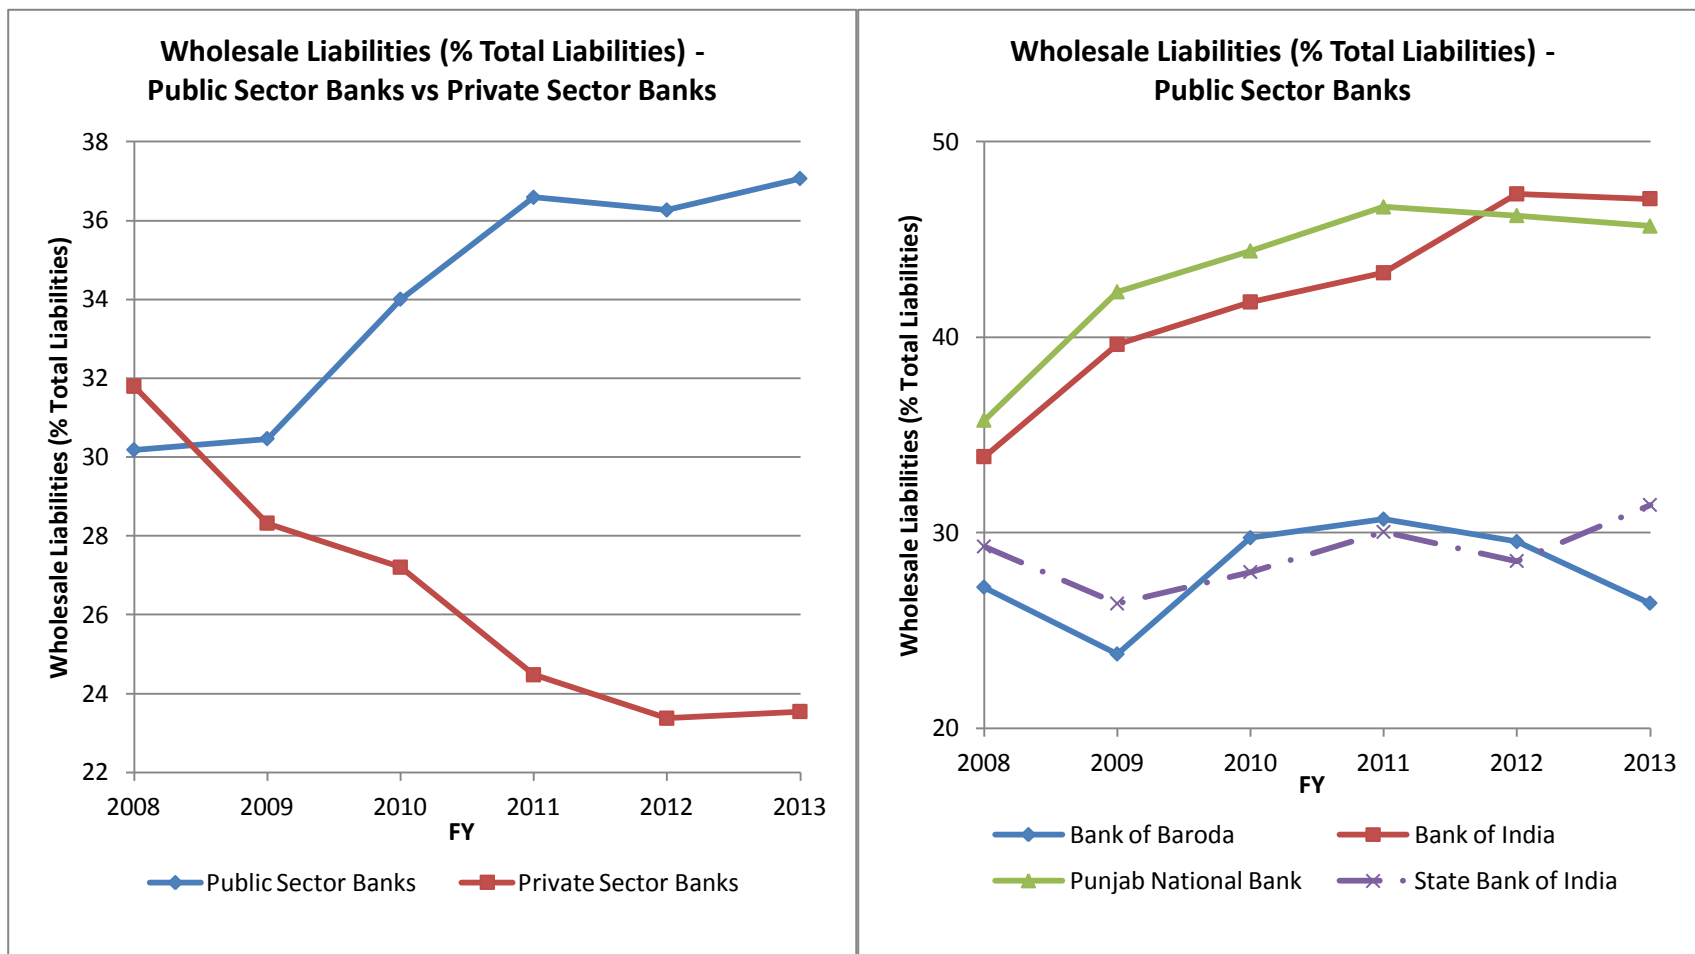 Wholesale Liabilities (% Total Liabilities) -
Public Sector Banks vs Private Sector Banks
Wholesale Liabilities (% Total Liabilities)
38
36
34
32
30
28
26
24
22
2008 2009 2010 2011 2012 2013
FY
Public Sector Banks Private Sector Banks
Wholesale Liabilities (% Total Liabilities) -
Public Sector Banks
Wholesale Liabilities (% Total Liabilities)
50
40
30
20
2008 2009 2010 2011 2012 2013
FY
Bank of Baroda Bank of India
Punjab National Bank State Bank of India